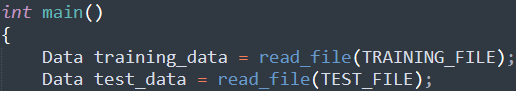 int main()
{
Data training_data = read_file(TRAINING_FILE);
Data test_data = read_file(TEST_FILE);